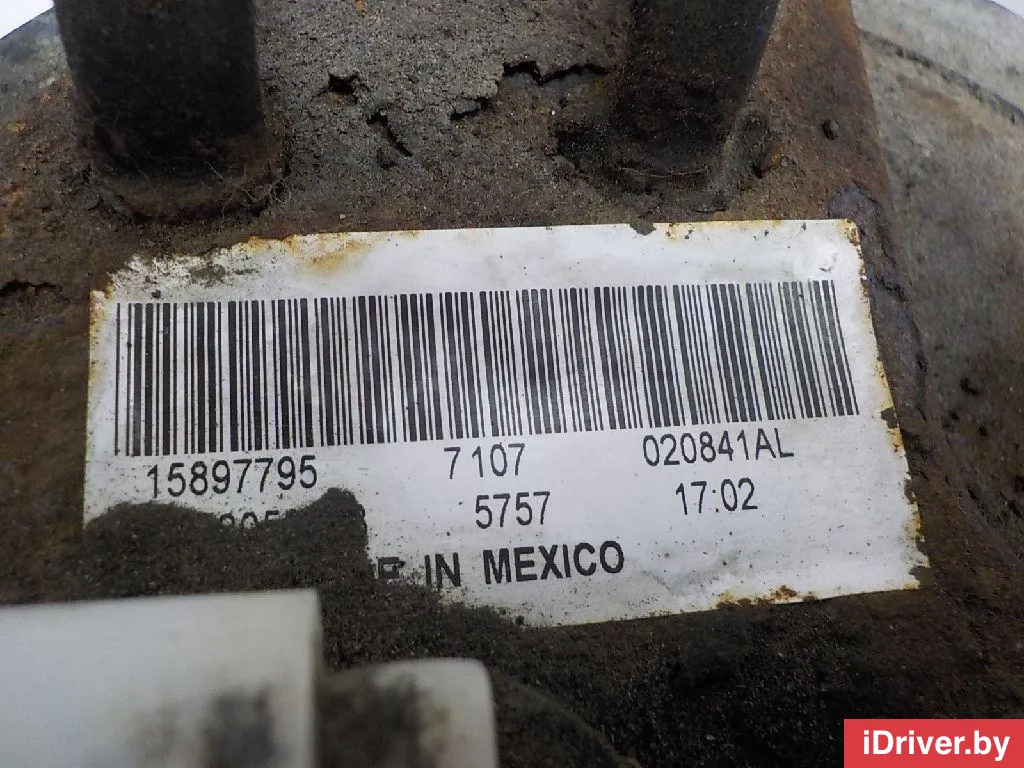 15897795 7107 020841AL
5757 17:02
IN MEXICO
iDriver.by